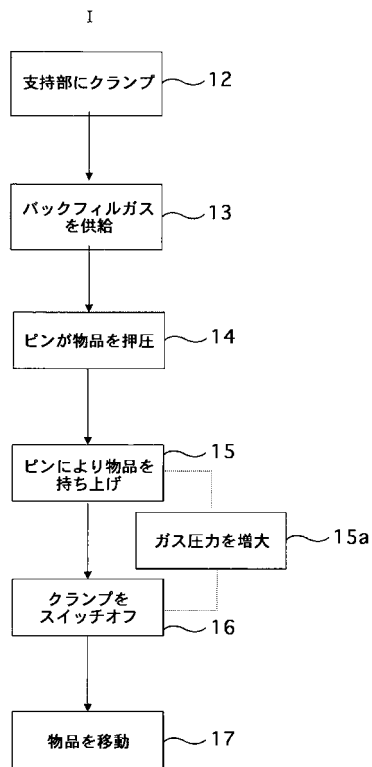 I
支持部にクランプ
12
バックフィルガス
を供給
13
ピンが物品を押圧
14
15
ピンにより物品を
持ち上げ
ガス圧力を増大
15a
クランプを
スイッチオフ
16
物品を移動
17